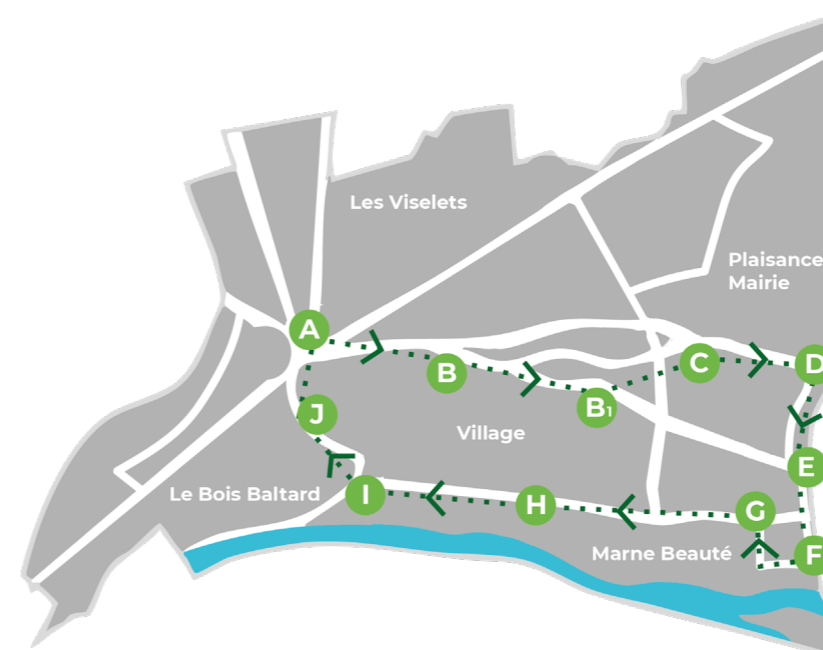 Les Viselets
Plaisance
Mairie
A
B
C
D
B1
J
Village
E
Le Bois Baltard
I
H
G
Marne Beauté
F